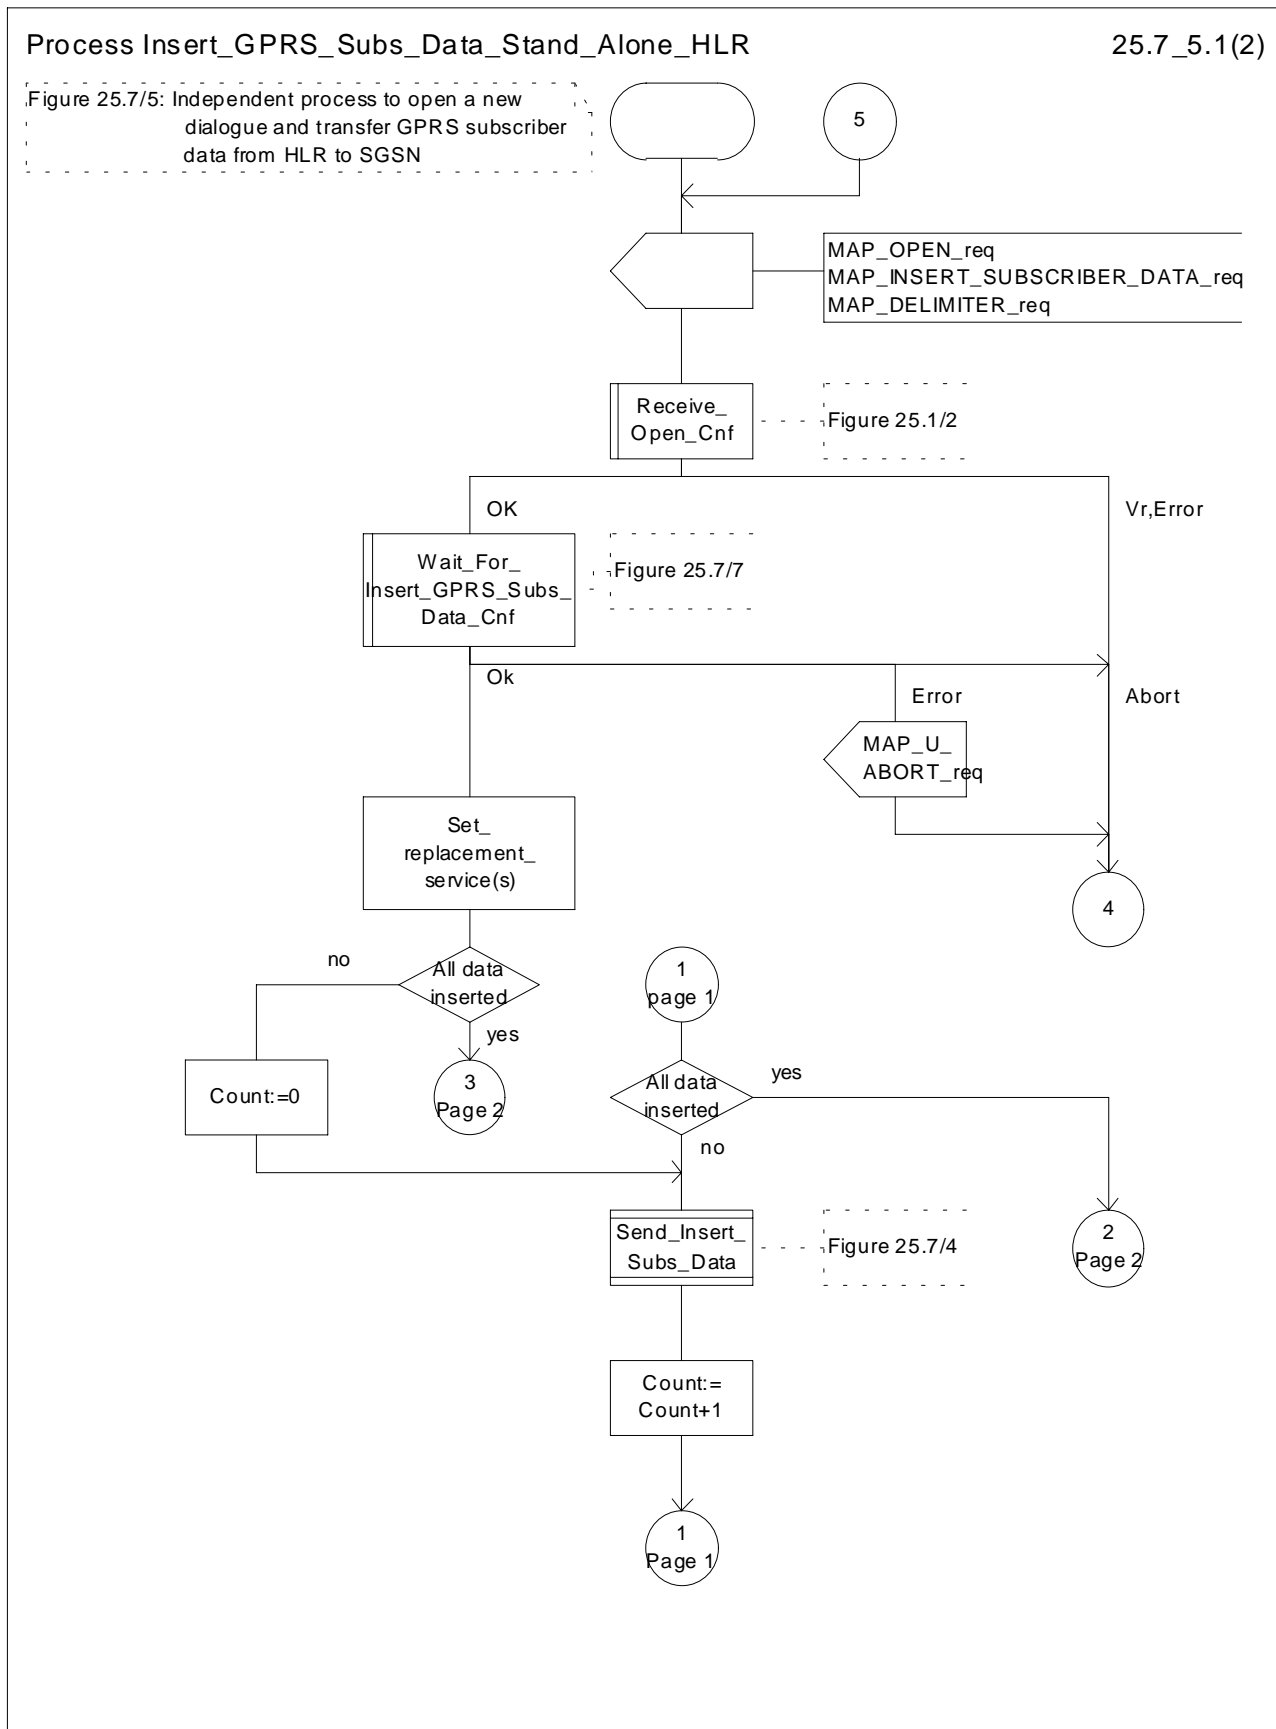 Process Insert_GPRS_Subs_Data_Stand_Alone_HLR
25.7_5.1(2)
Figure 25.7/5: Independent process to open a new
dialogue and transfer GPRS subscriber
data from HLR to SGSN
5
MAP_OPEN_req
MAP_INSERT_SUBSCRIBER_DATA_req
MAP_DELIMITER_req
Receive_
Open_Cnf
Figure 25.1/2
OK
Vr,Error
Wait_For_
Insert_GPRS_Subs_
Data_Cnf
Figure 25.7/7
Ok
Error
Abort
MAP_U_
ABORT_req
Set_
replacement_
service(s)
4
no
All data
inserted
yes
1
page 1
Count:=0
3
Page 2
All data
inserted
yes
no
Send_Insert_
Subs_Data
Figure 25.7/4
2
Page 2
Count:=
Count+1
1
Page 1